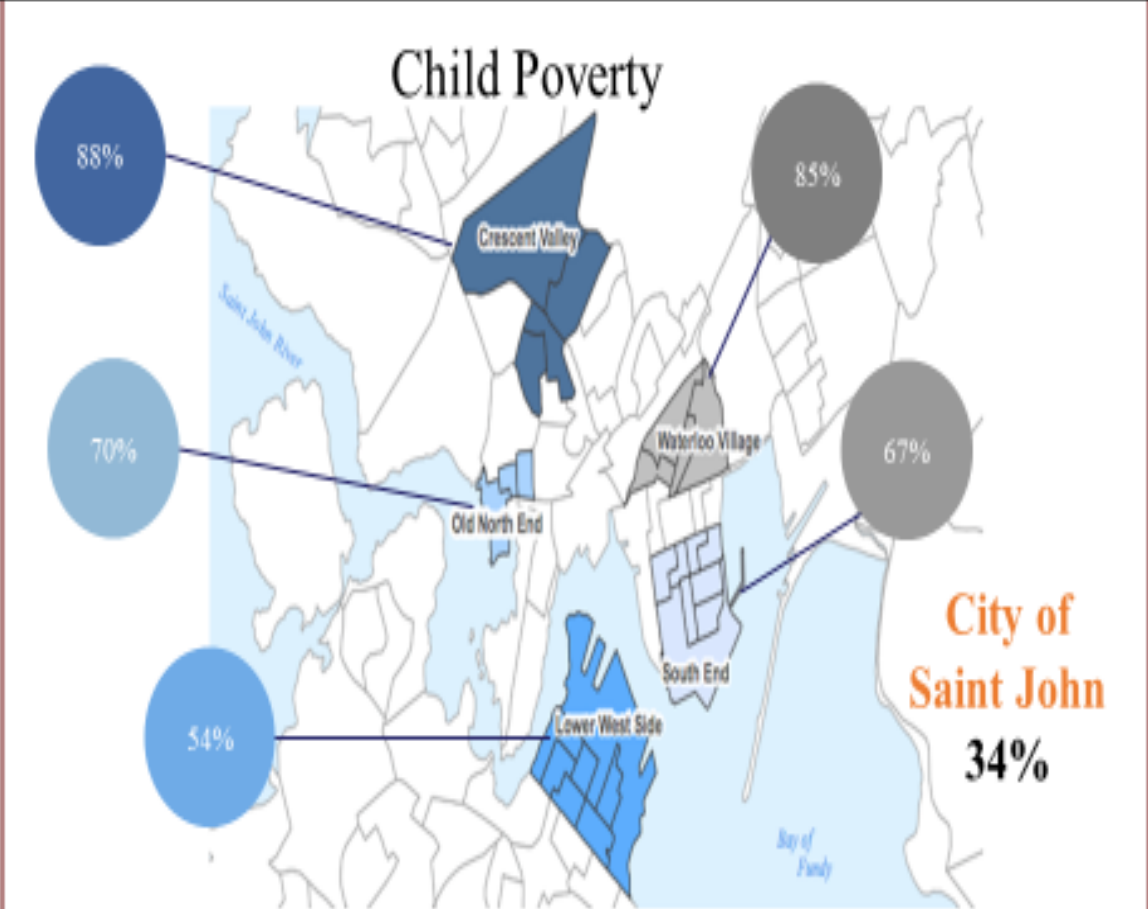 Child Poverty
88%
85%
Crescent Valley
Saint John River
70%
Waterloo Village
67%
Old North End
City of
Saint John
34%
South End
54%
Lower West Side
Bay of
Fundy